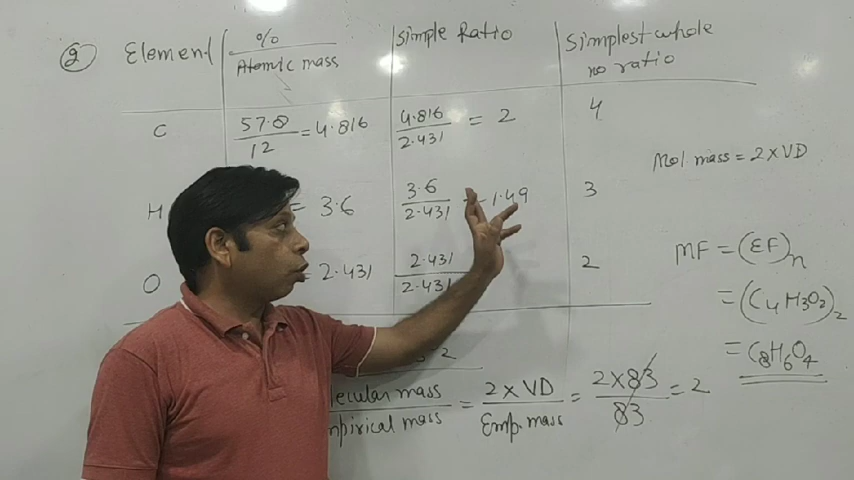 ② Element | %/Atomic mass | Simple Ratio | Simplest whole no ratio
C | 57.8/12 = 4.816 | 4.816/2.431 = 2 | 4
H | = 3.6 | 3.6/2.431 = 1.49 | 3
O | = 2.431 | 2.431/2.431 | 2
Mol. mass = 2 x VD
MF = (EF)n
= (C4H3O2)2
= C8H6O4
2
lecular mass/mpirical mass = 2 x VD/Emp. mass = 2 x 83/83 = 2